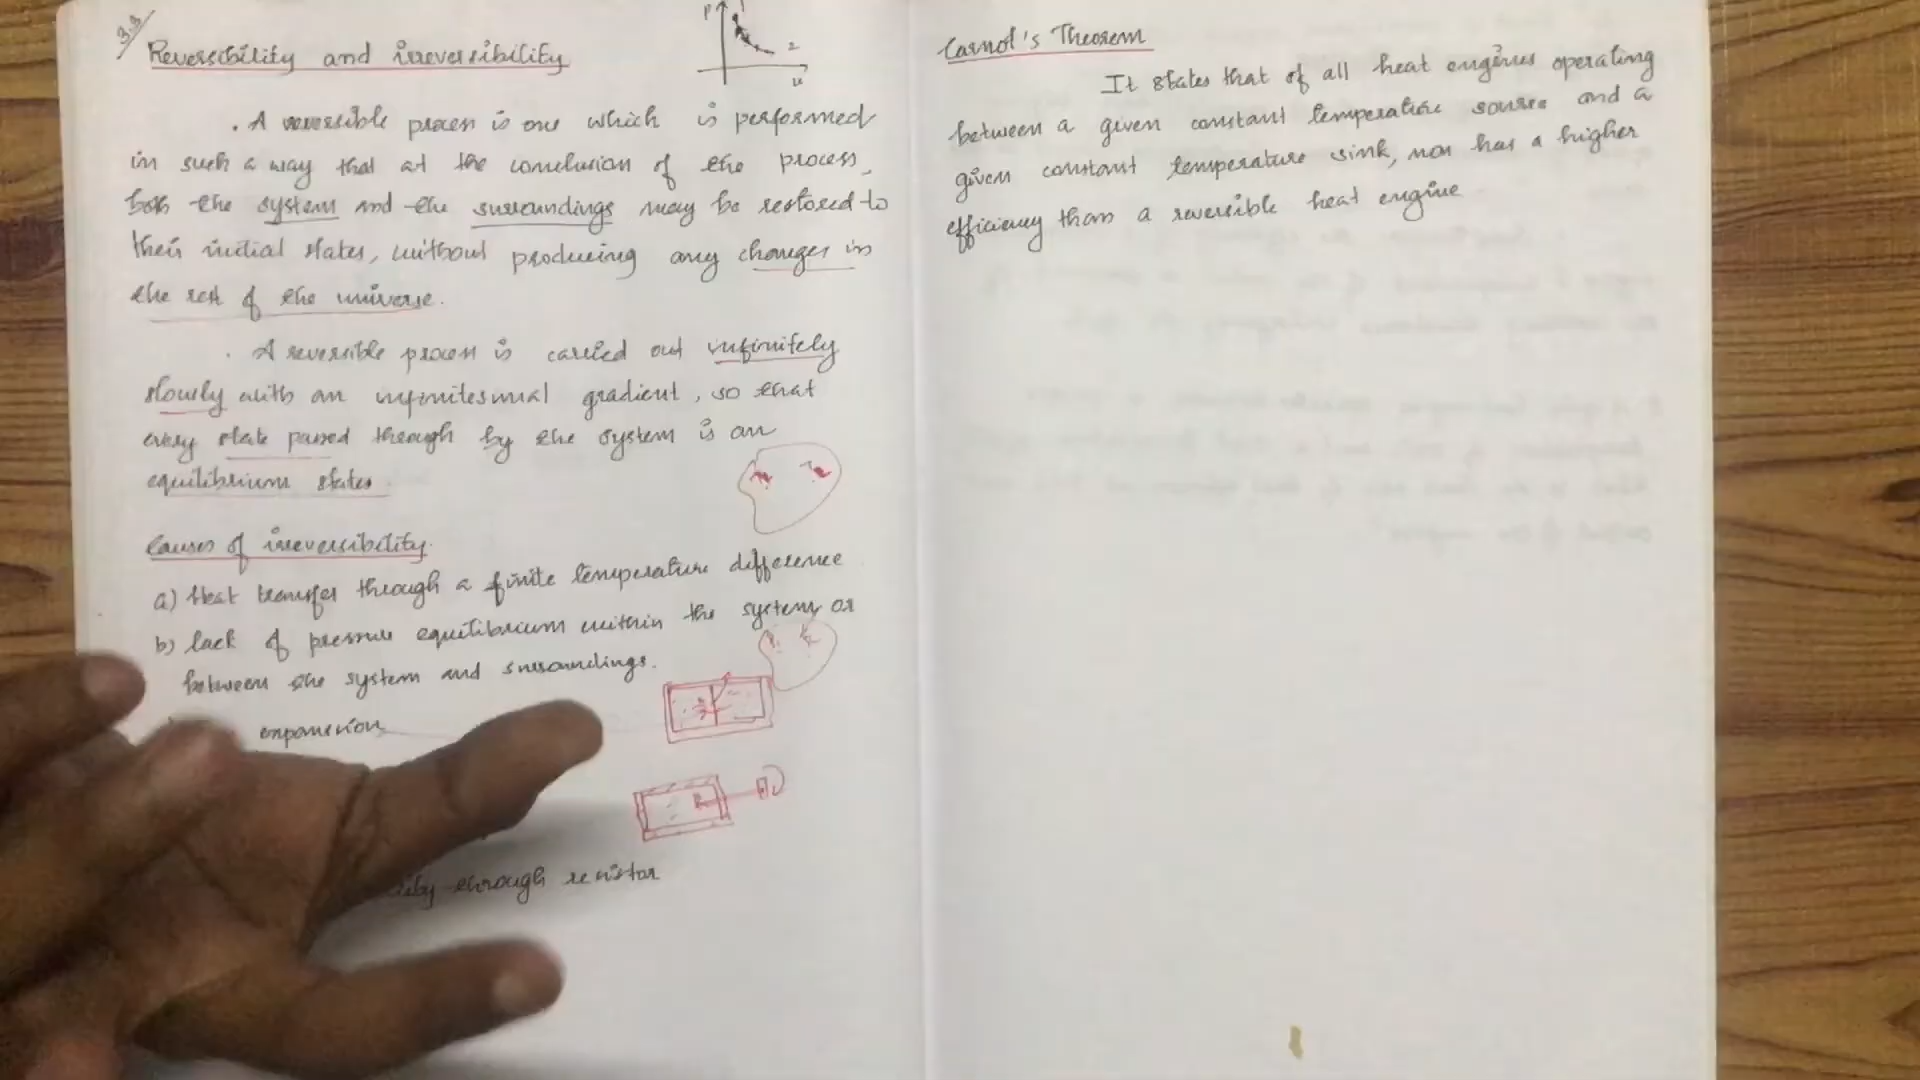 3.3
Reversibility and irreversibility
P
1
2
v
. A reversible process is one which is performed
in such a way that at the conclusion of the process,
both the system and the surroundings may be restored to
their initial states, without producing any changes in
the rest of the universe.
. A reversible process is carried out infinitely
slowly with an infinitesmal gradient, so that
every state passed through by the system is an
equilibrium states.
Causes of irreversibility.
a) Heat transfer through a finite temperature difference
b) lack of pressure equilibrium within the system or
between the system and surroundings.
expansion
through resistor
Carnot's Theorem
It states that of all heat engines operating
between a given constant temperature source and a
given constant temperature sink, non has a higher
efficiency than a reversible heat engine